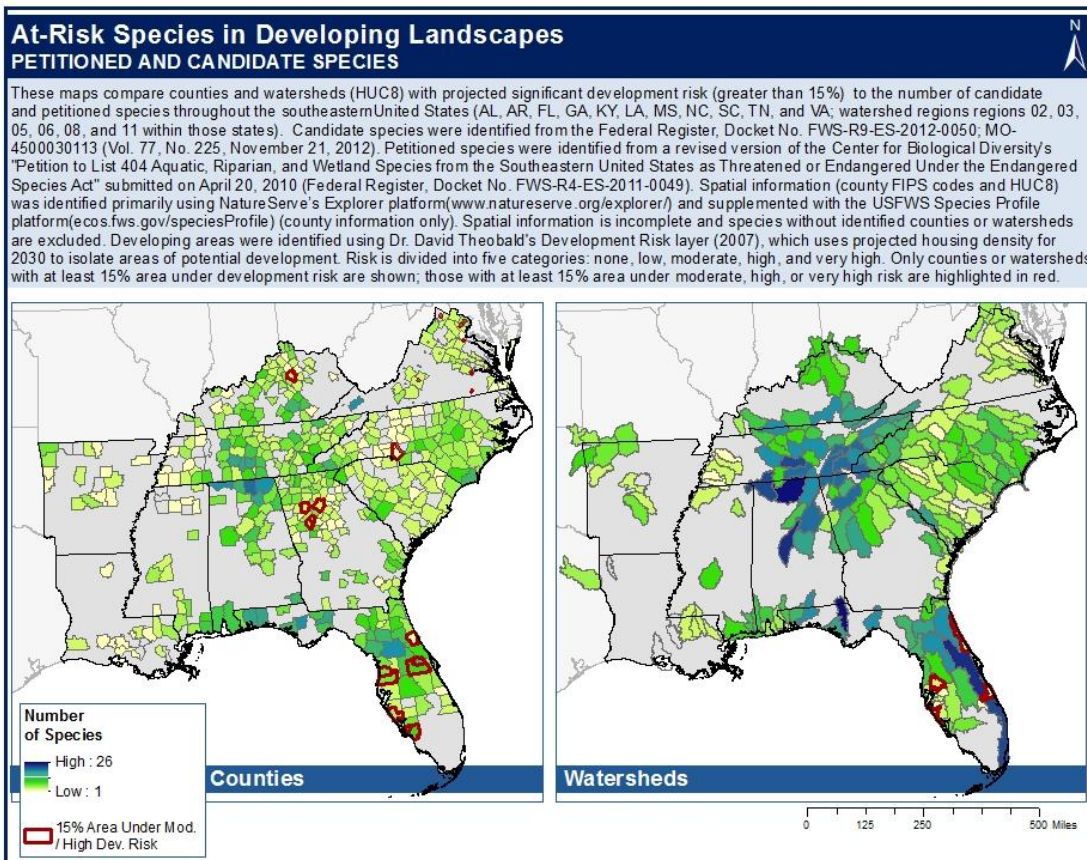 At-Risk Species in Developing Landscapes
PETITIONED AND CANDIDATE SPECIES
N
These maps compare counties and watersheds (HUC8) with projected significant development risk (greater than 15%) to the number of candidate
and petitioned species throughout the southeasternUnited States (AL, AR, FL, GA, KY, LA, MS, NC, SC, TN, and VA; watershed regions regions 02, 03,
05, 06, 08, and 11 within those states). Candidate species were identified from the Federal Register, Docket No. FWS-R9-ES-2012-0050; MO-
4500030113 (Vol. 77, No. 225, November 21, 2012). Petitioned species were identified from a revised version of the Center for Biological Diversity's
"Petition to List 404 Aquatic, Riparian, and Wetland Species from the Southeastern United States as Threatened or Endangered Under the Endangered
Species Act" submitted on April 20, 2010 (Federal Register, Docket No. FWS-R4-ES-2011-0049). Spatial information (county FIPS codes and HUC8)
was identified primarily using NatureServe's Explorer platform(www.natureserve.org/explorer/) and supplemented with the USFWS Species Profile
platform(ecos.fws.gov/speciesProfile) (county information only). Spatial information is incomplete and species without identified counties or watersheds
are excluded. Developing areas were identified using Dr. David Theobald's Development Risk layer (2007), which uses projected housing density for
2030 to isolate areas of potential development. Risk is divided into five categories: none, low, moderate, high, and very high. Only counties or watersheds
with at least 15% area under development risk are shown; those with at least 15% area under moderate, high, or very high risk are highlighted in red.
Number
of Species
High : 26
Low : 1
15% Area Under Mod.
/ High Dev. Risk
Counties
Watersheds
0 125 250 500 Miles